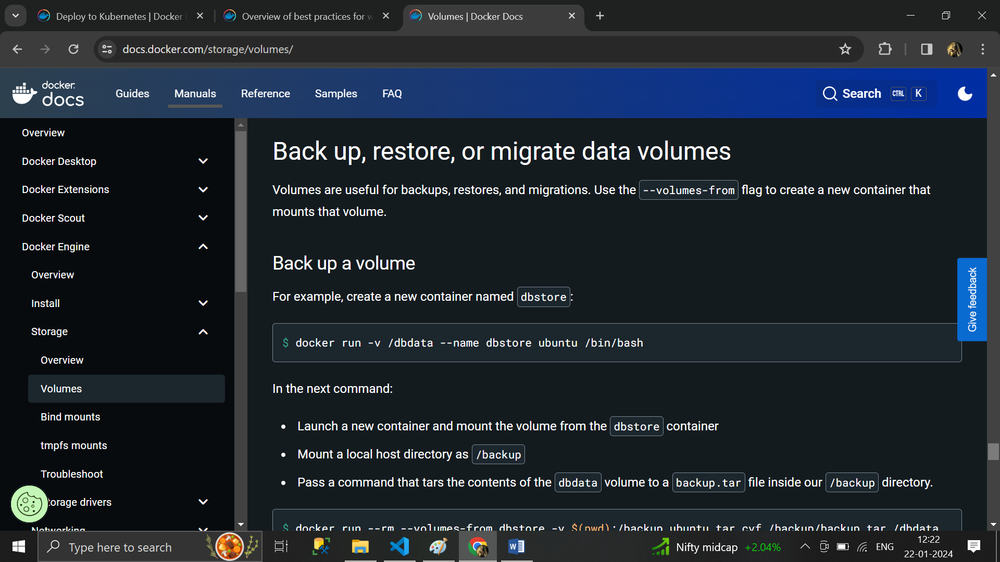 Deploy to Kubernetes | Docker
Overview of best practices for w
Volumes | Docker Docs
docs.docker.com/storage/volumes/
docker
docs
Guides
Manuals
Reference
Samples
FAQ
Search CTRL K
Overview
Docker Desktop
Docker Extensions
Docker Scout
Docker Engine
Overview
Install
Storage
Overview
Volumes
Bind mounts
tmpfs mounts
Troubleshoot
torage drivers
Networking
Back up, restore, or migrate data volumes
Volumes are useful for backups, restores, and migrations. Use the --volumes-from flag to create a new container that
mounts that volume.
Back up a volume
For example, create a new container named dbstore:
$ docker run -v /dbdata --name dbstore ubuntu /bin/bash
In the next command:
• Launch a new container and mount the volume from the dbstore container
• Mount a local host directory as /backup
• Pass a command that tars the contents of the dbdata volume to a backup.tar file inside our /backup directory.
$ docker run --rm --volumes-from dbstore -v $(pwd):/backup ubuntu tar cvf /backup/backup.tar /dbdata
Give feedback
Type here to search
Nifty midcap +2.04%
ENG
12:22
22-01-2024